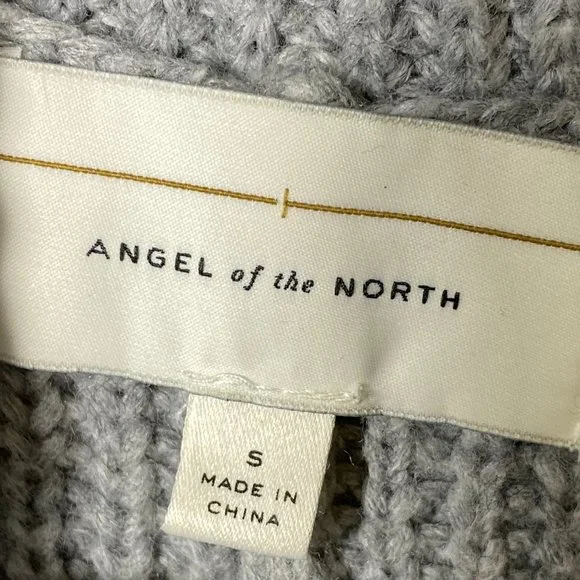 ANGEL of the NORTH
S
MADE IN
CHINA